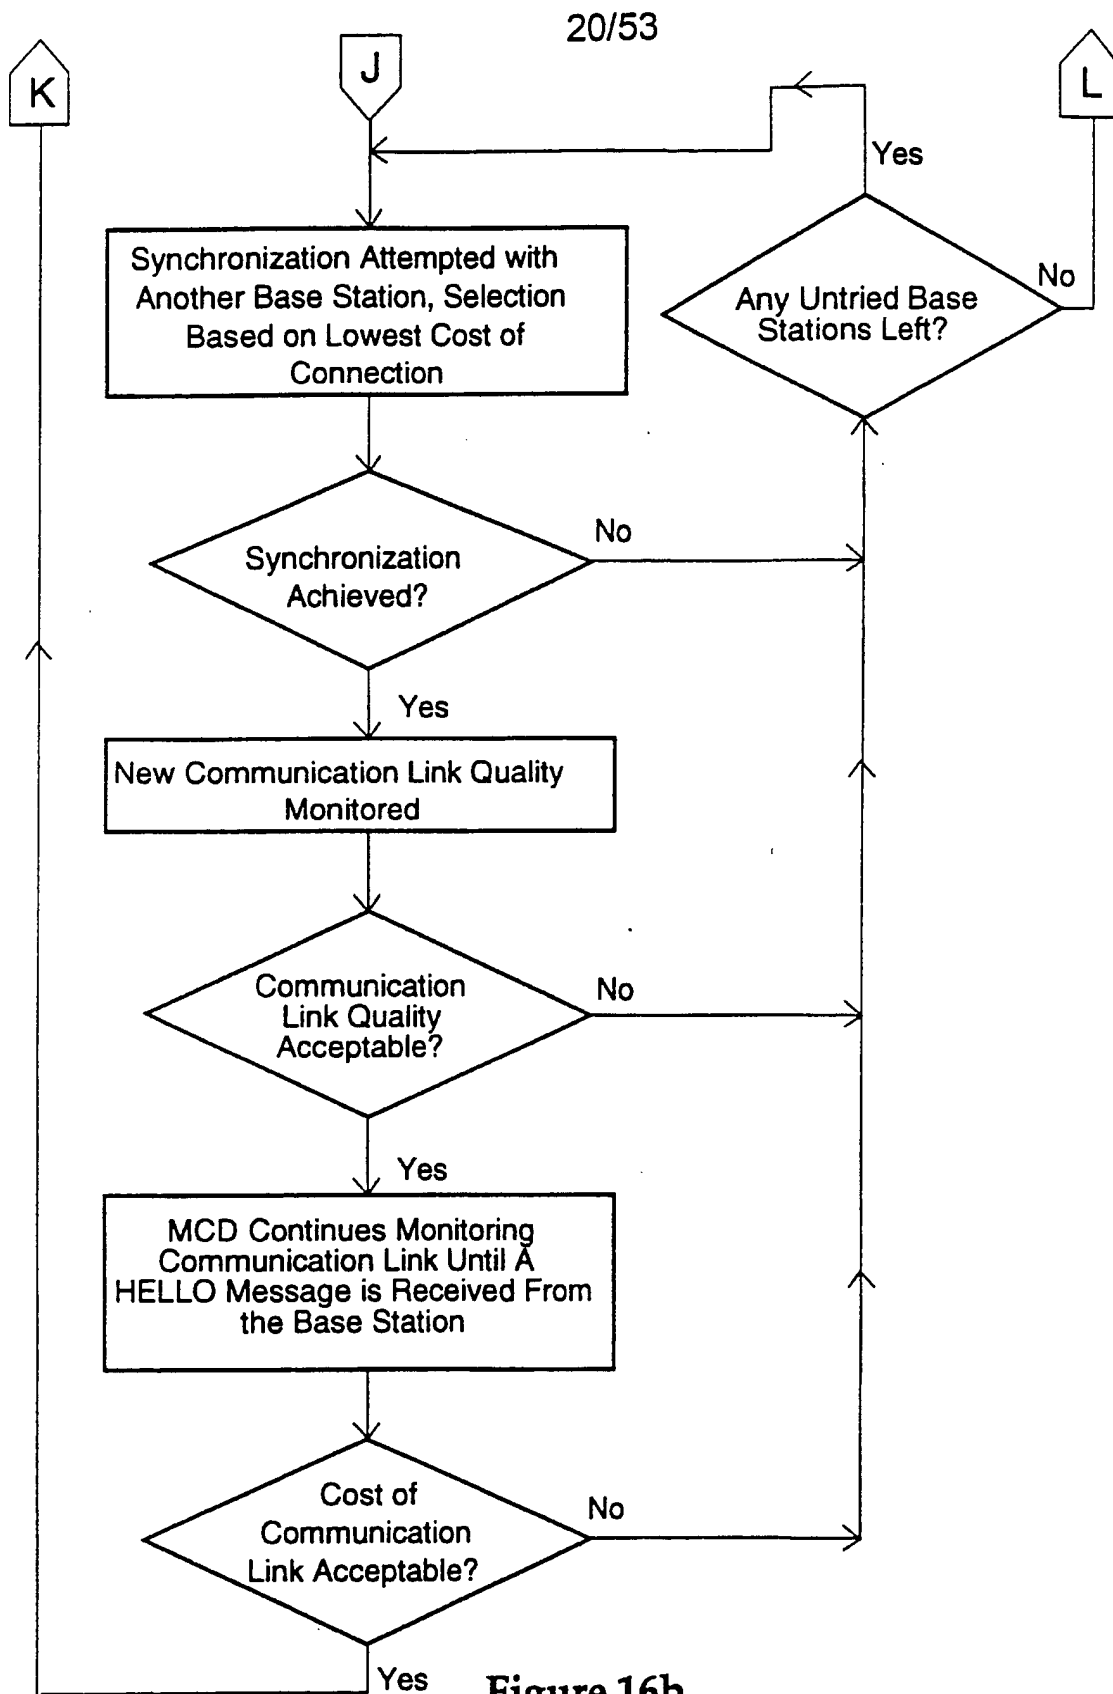 20/53
K
J
L
Yes
Synchronization Attempted with
Another Base Station, Selection
Based on Lowest Cost of
Connection
No
Any Untried Base
Stations Left?
No
Synchronization
Achieved?
Yes
New Communication Link Quality
Monitored
Communication
Link Quality
Acceptable?
No
Yes
MCD Continues Monitoring
Communication Link Until A
HELLO Message is Received From
the Base Station
Cost of
Communication
Link Acceptable?
No
Yes
Figure 16b